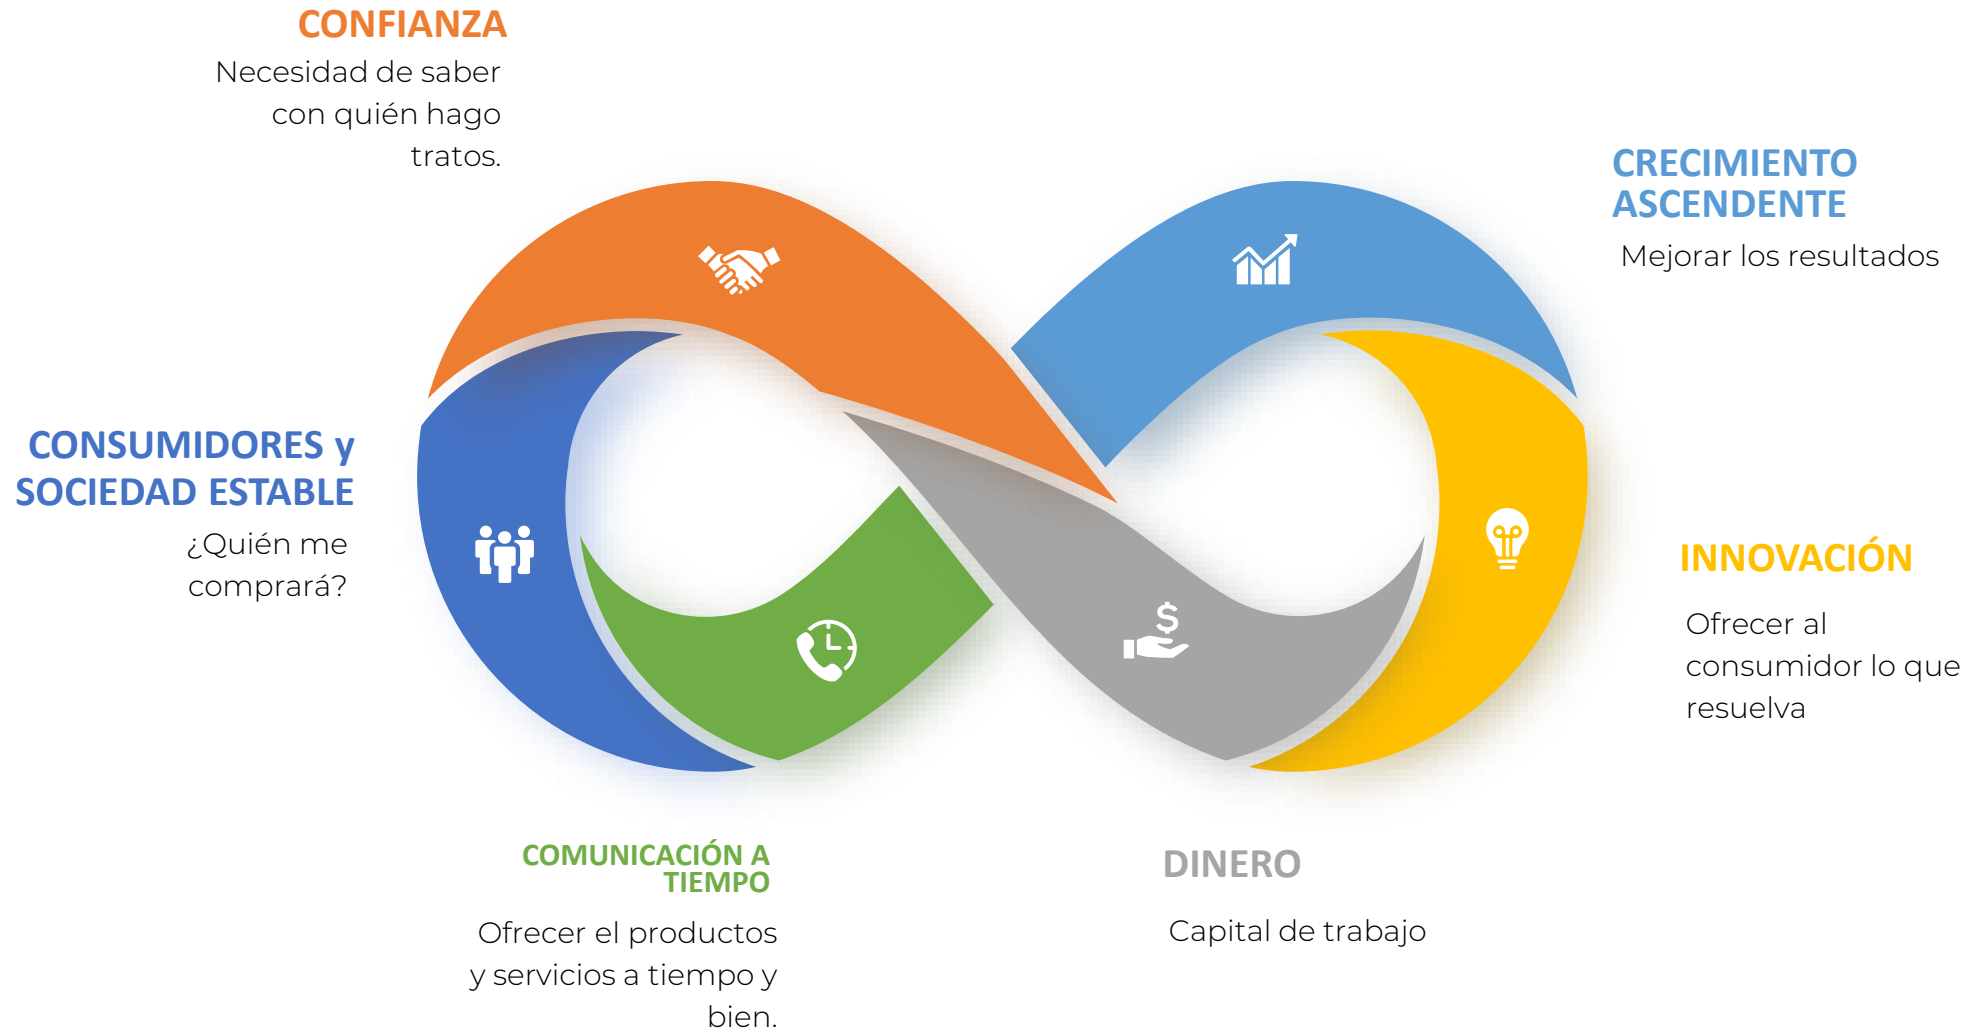 CONFIANZA
Necesidad de saber
con quién hago
tratos.
CRECIMIENTO
ASCENDENTE
Mejorar los resultados
CONSUMIDORES y
SOCIEDAD ESTABLE
¿Quién me
comprará?
INNOVACIÓN
Ofrecer al
consumidor lo que
resuelva
COMUNICACIÓN A
TIEMPO
Ofrecer el productos
y servicios a tiempo y
bien.
DINERO
Capital de trabajo
$